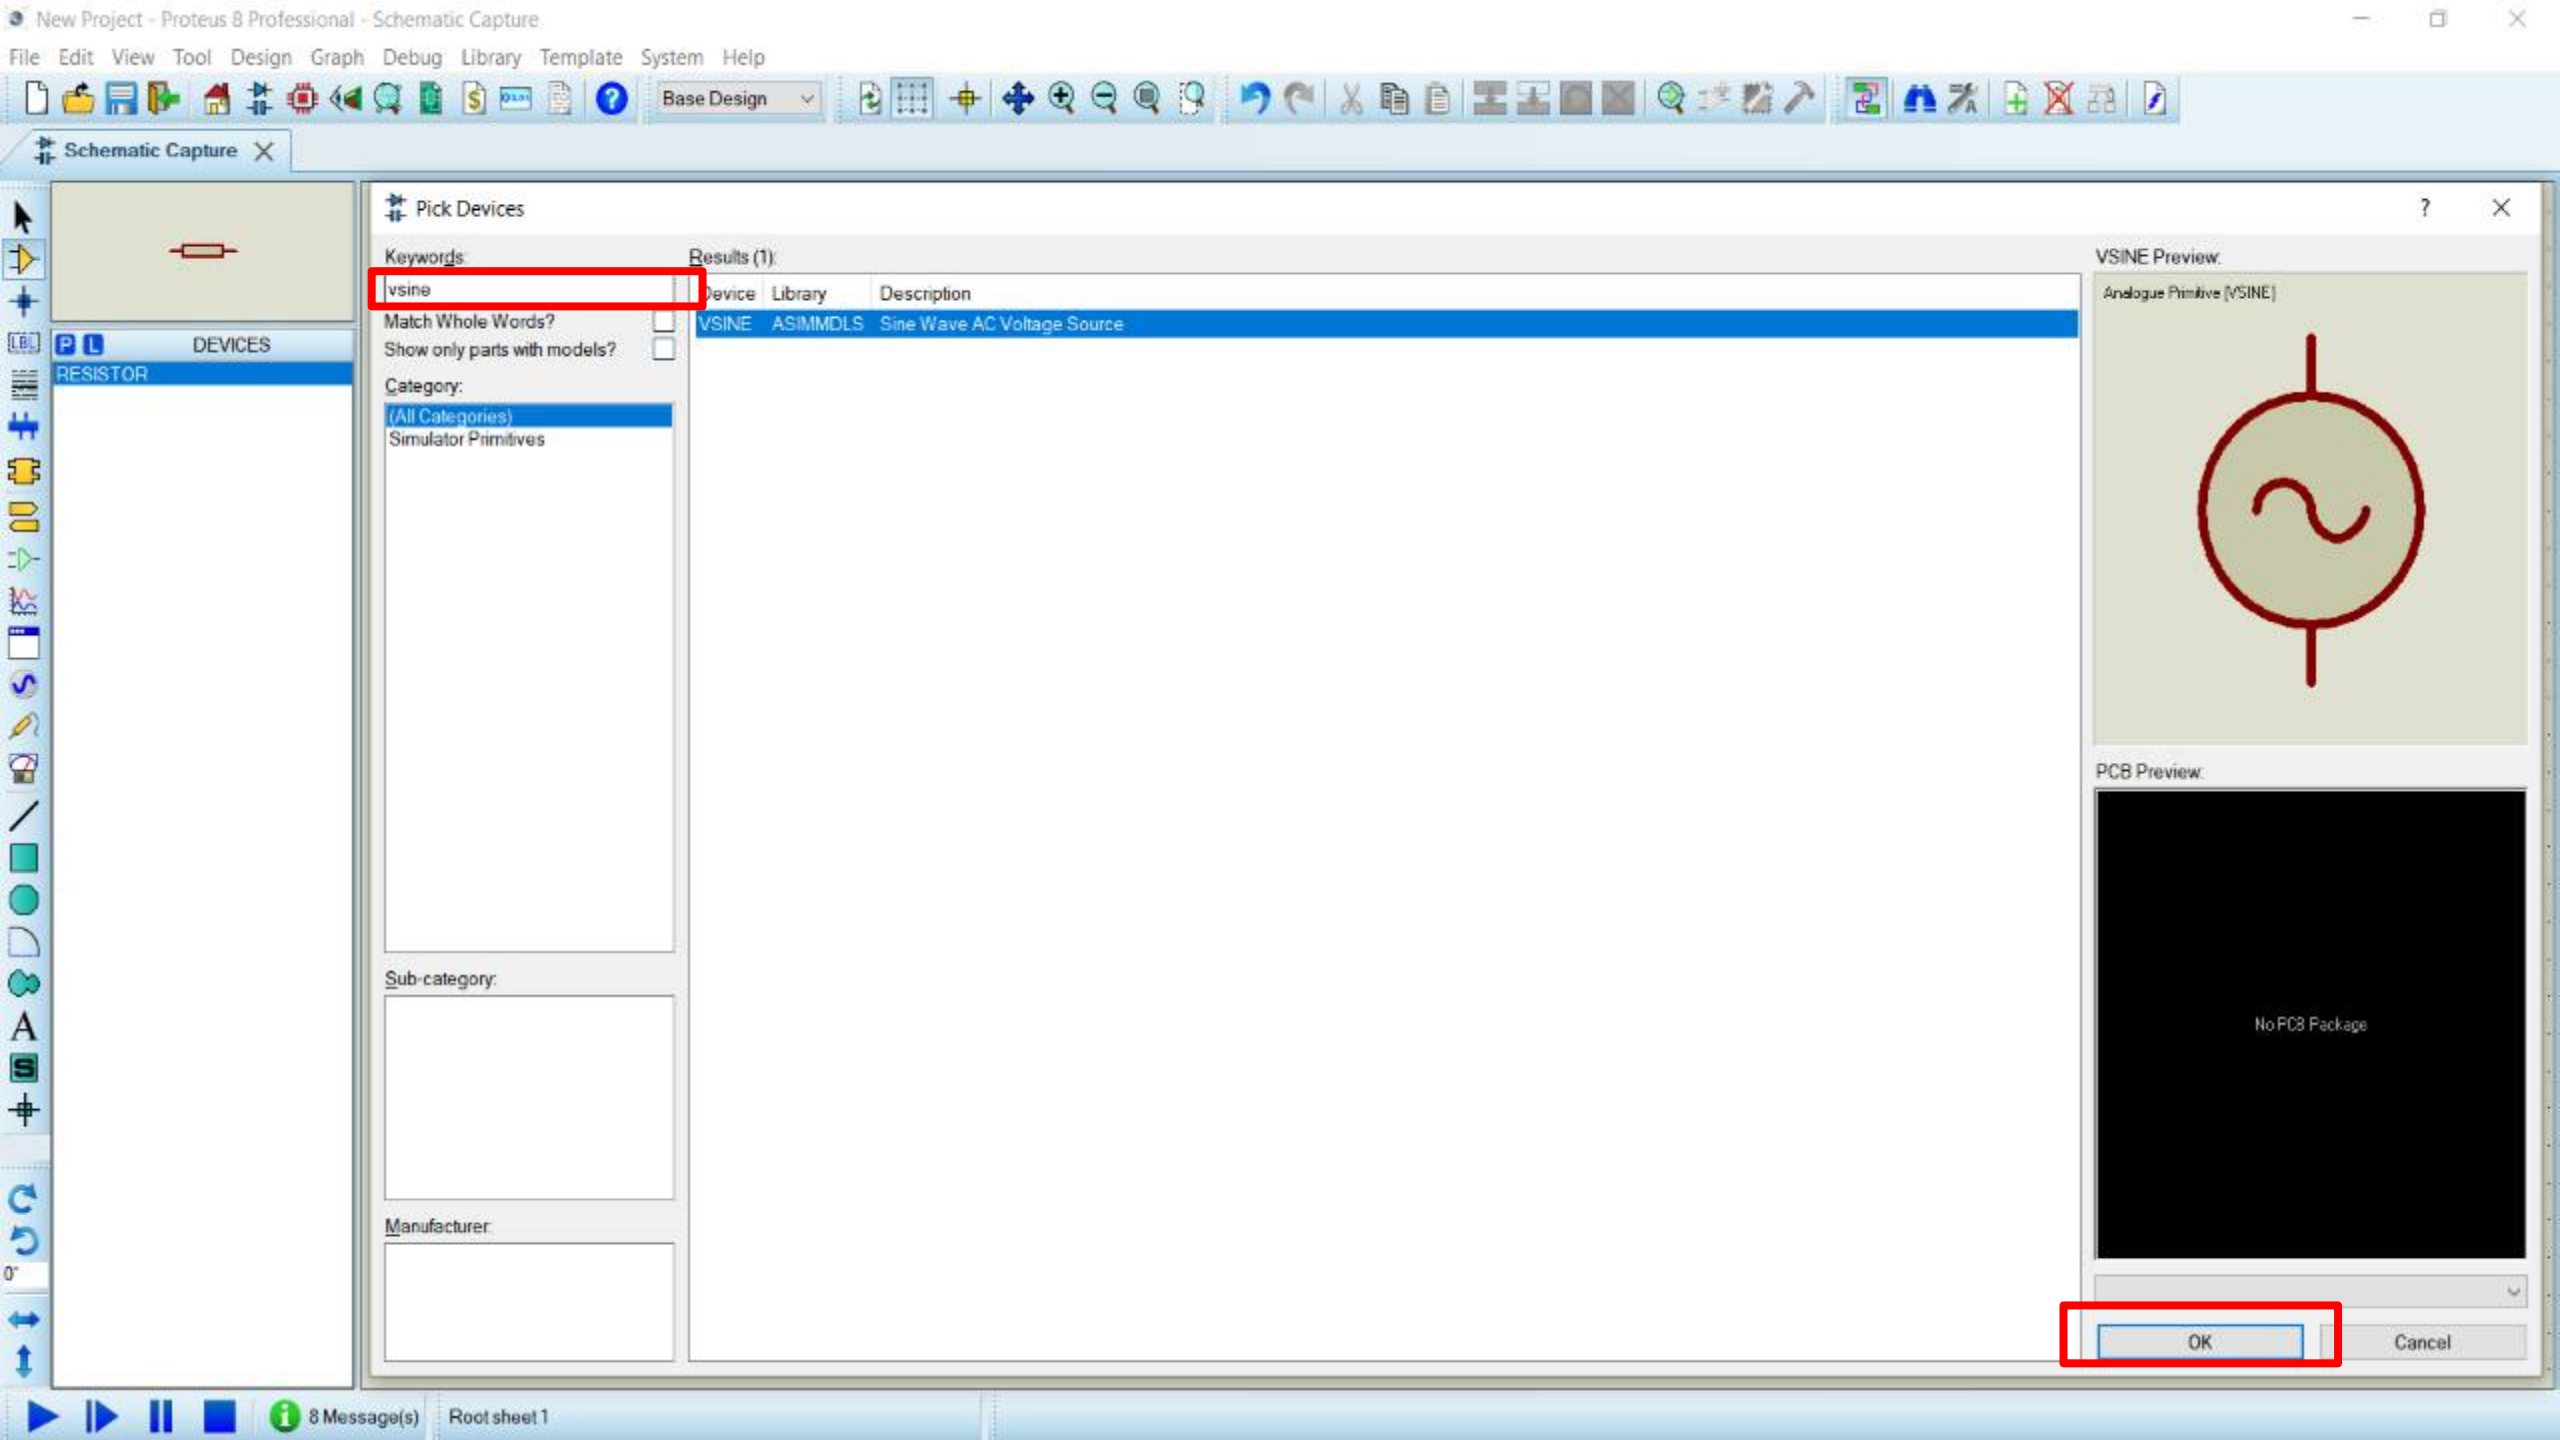 New Project - Proteus 8 Professional - Schematic Capture
File Edit View Tool Design Graph Debug Library Template System Help
Base Design
Schematic Capture
Pick Devices
?
Keywords:
Results (1):
VSINE Preview:
vsine
Device Library Description
Analogue Primitive [VSINE]
Match Whole Words?
VSINE ASIMMDLS Sine Wave AC Voltage Source
LBL
P L DEVICES
Show only parts with models?
RESISTOR
Category:
(All Categories)
Simulator Primitives
PCB Preview:
Sub-category:
A
No PCB Package
S
Manufacturer:
0°
OK Cancel
8 Message(s) Root sheet 1